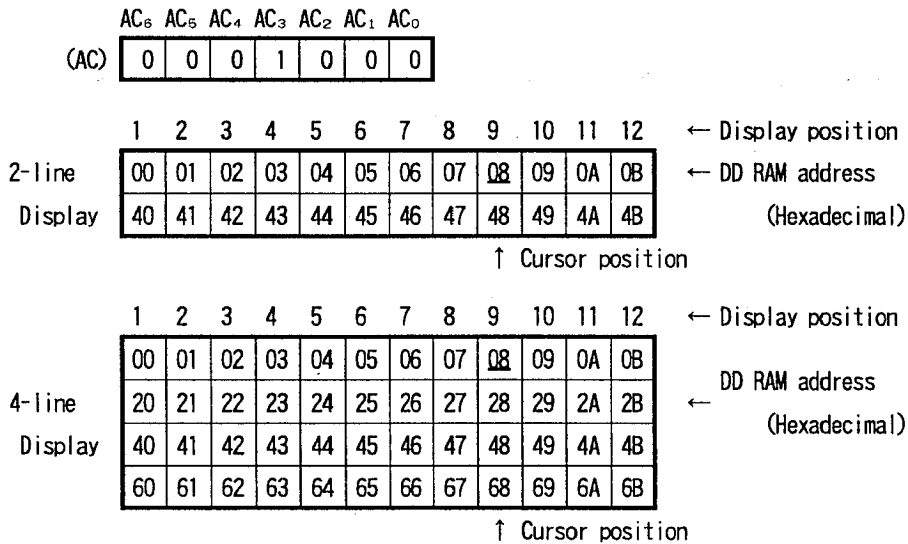 AC₆ AC₅ AC₄ AC₃ AC₂ AC₁ AC₀
(AC) 0 0 0 1 0 0 0
1 2 3 4 5 6 7 8 9 10 11 12 ← Display position
2-line 00 01 02 03 04 05 06 07 08 09 0A 0B ← DD RAM address
Display 40 41 42 43 44 45 46 47 48 49 4A 4B (Hexadecimal)
↑ Cursor position
1 2 3 4 5 6 7 8 9 10 11 12 ← Display position
00 01 02 03 04 05 06 07 08 09 0A 0B
DD RAM address
4-line 20 21 22 23 24 25 26 27 28 29 2A 2B ←
(Hexadecimal)
Display 40 41 42 43 44 45 46 47 48 49 4A 4B
60 61 62 63 64 65 66 67 68 69 6A 6B
↑ Cursor position